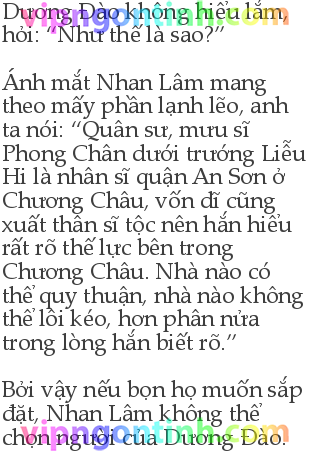 Dương Đào không hiểu lắm,
hỏi: “Như thế là sao?”
Ánh mắt Nhan Lâm mang
theo mấy phần lạnh lẽo, anh
ta nói: “Quân sư, mưu sĩ
Phong Chân dưới trướng Liễu
Hi là nhân sĩ quận An Sơn ở
Chương Châu, vốn dĩ cũng
xuất thân sĩ tộc nên hắn hiểu
rất rõ thế lực bên trong
Chương Châu. Nhà nào có
thể quy thuận, nhà nào không
thể lôi kéo, hơn phân nửa
trong lòng hắn biết rõ.”
Bởi vậy nếu bọn họ muốn sắp
đặt, Nhan Lâm không thể
chọn người của Dương Đào.
vipngontinh.com
vipngontinh.com